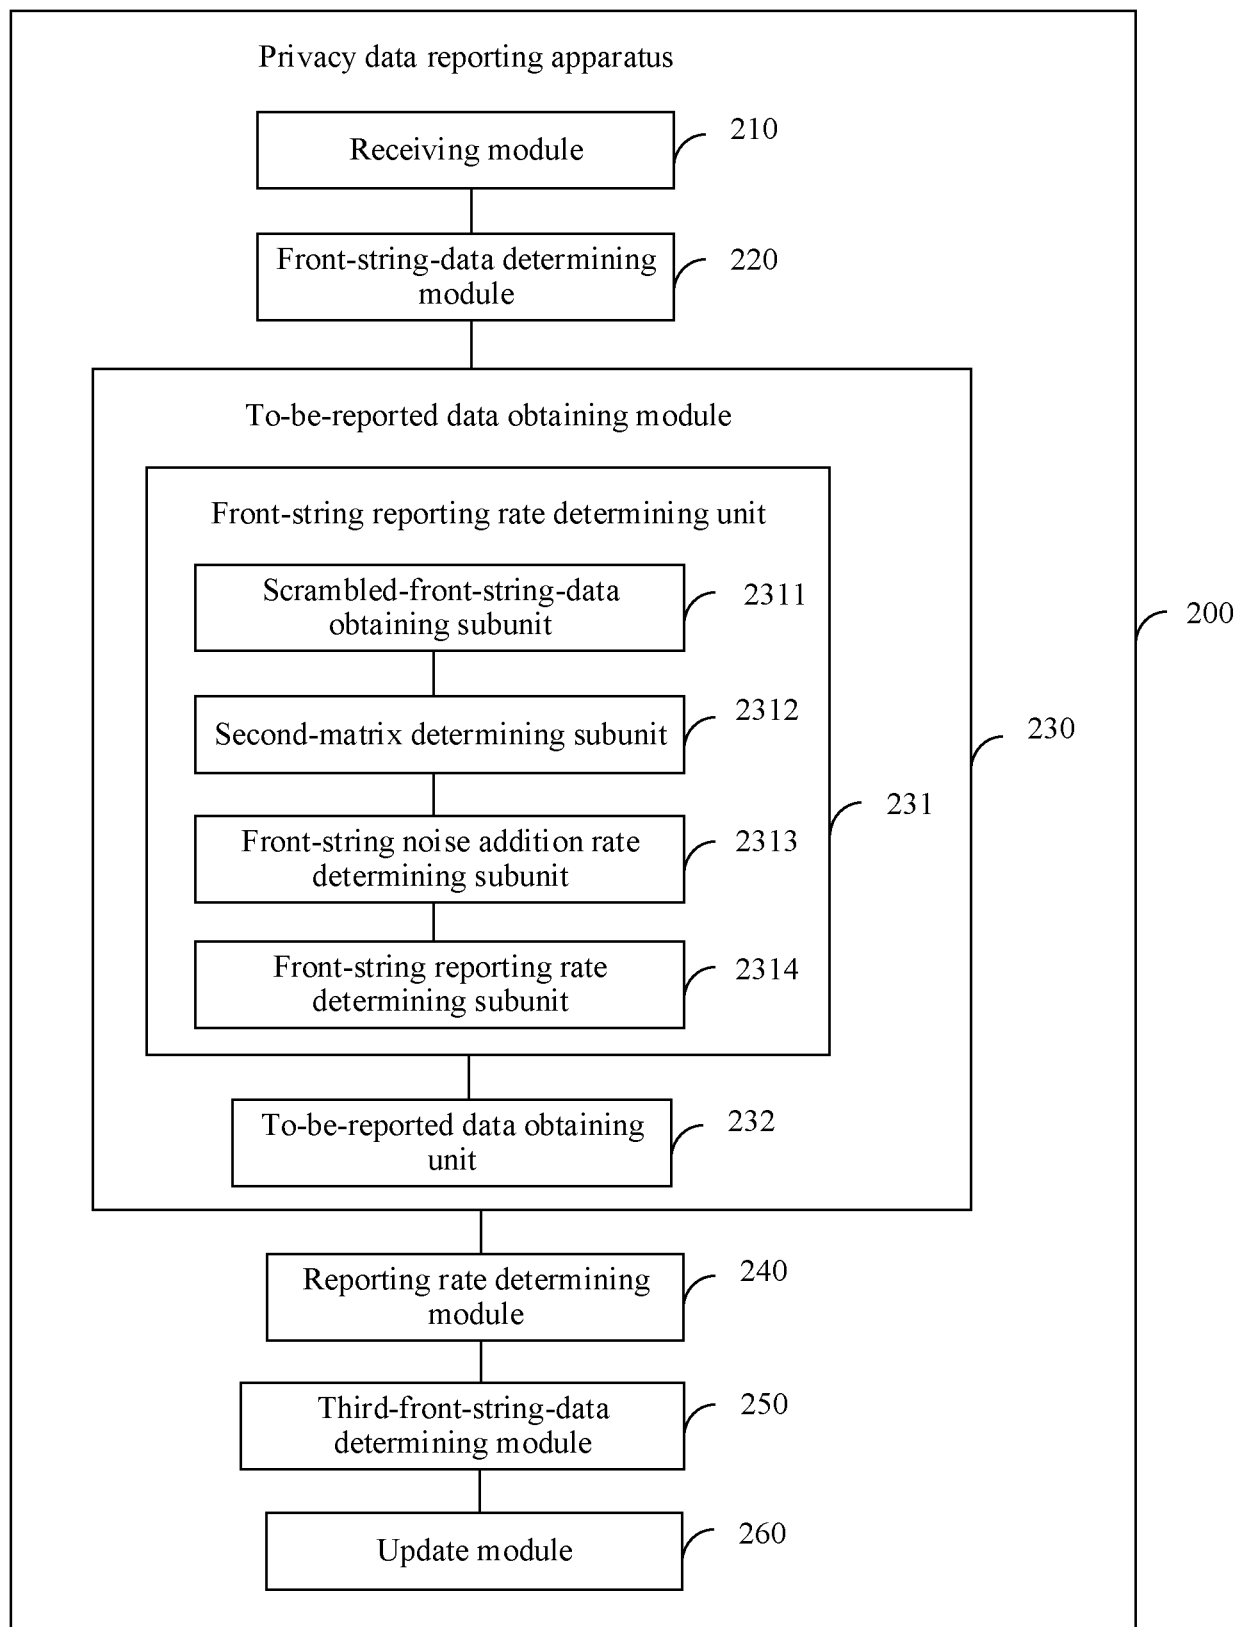 Privacy data reporting apparatus
Receiving module
210
Front-string-data determining
module
220
To-be-reported data obtaining module
Front-string reporting rate determining unit
Scrambled-front-string-data
obtaining subunit
2311
200
Second-matrix determining subunit
2312
230
231
Front-string noise addition rate
determining subunit
2313
Front-string reporting rate
determining subunit
2314
To-be-reported data obtaining
unit
232
Reporting rate determining
module
240
Third-front-string-data
determining module
250
Update module
260